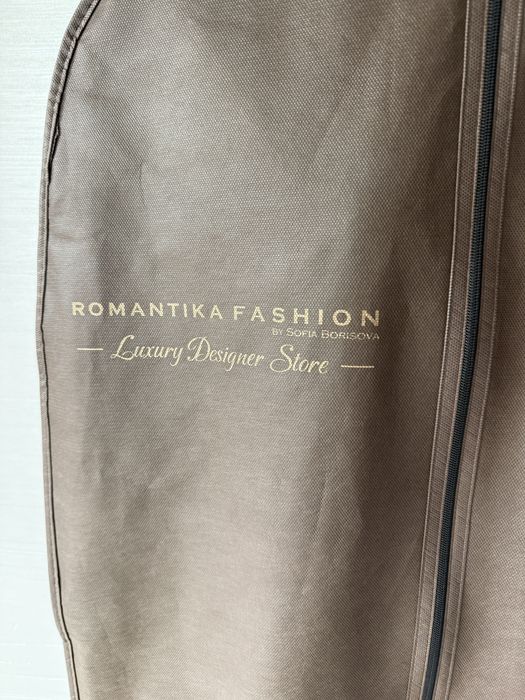 ROMANTIKA FASHION
BY SOFIA BORISOVA
— Luxury Designer Store —